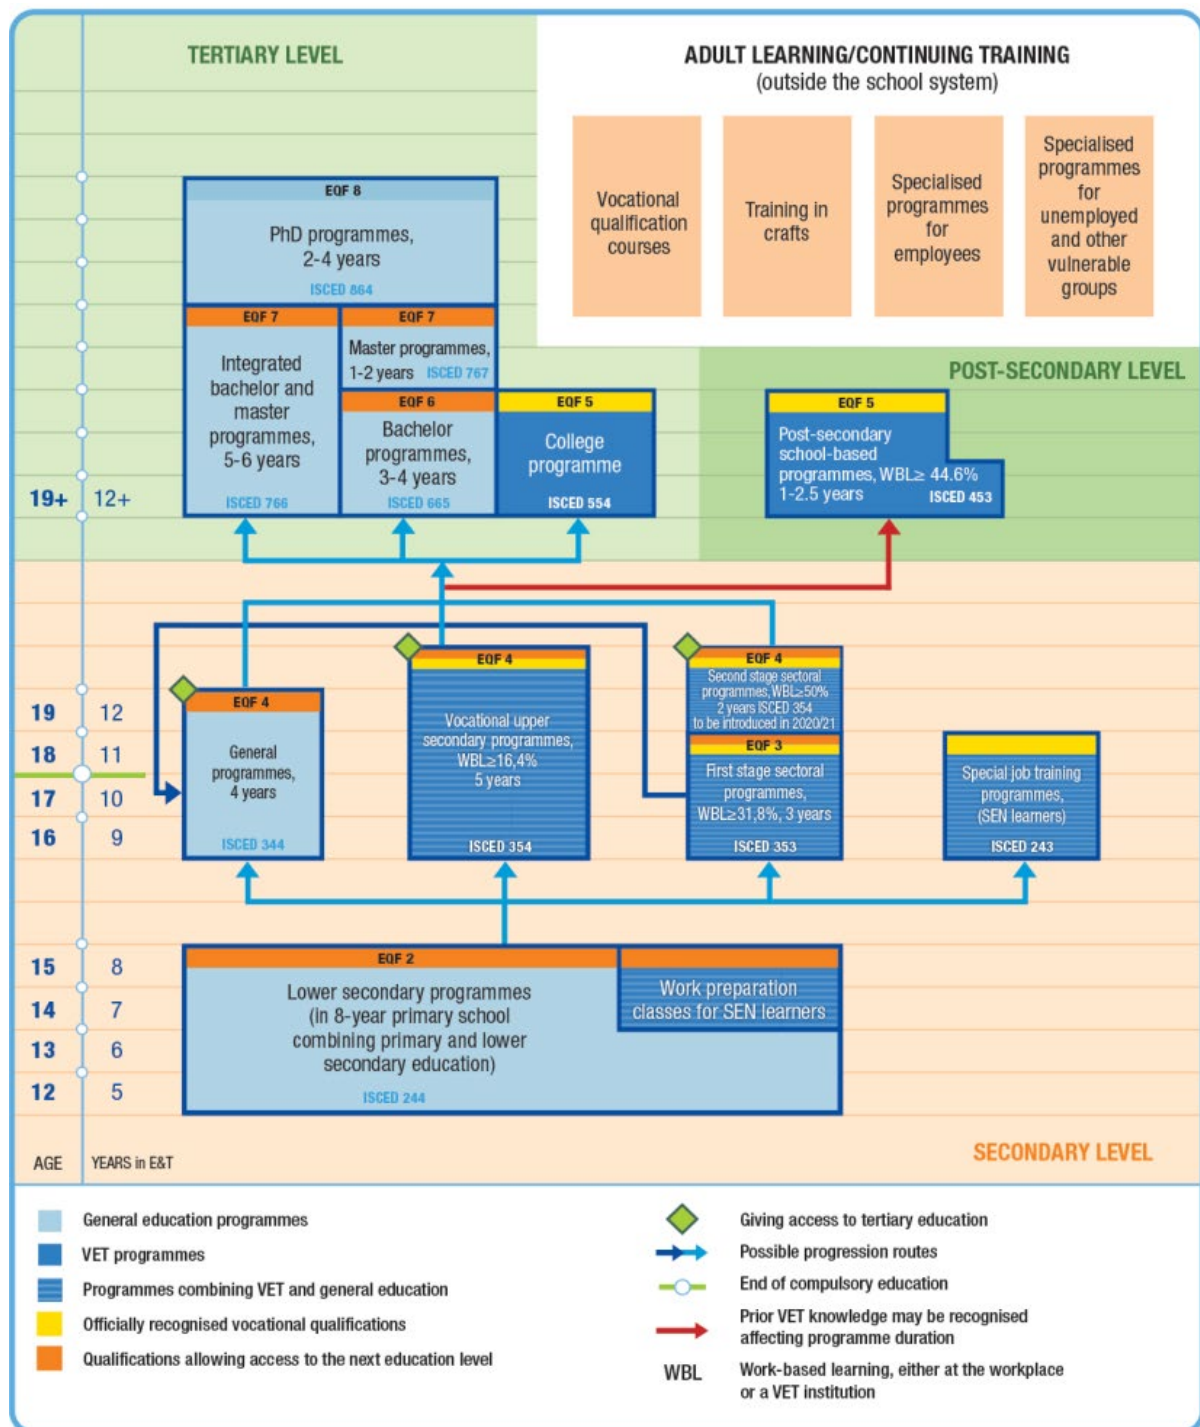 TERTIARY LEVEL
ADULT LEARNING/CONTINUING TRAINING
(outside the school system)
Vocational
qualification
courses
Training in
crafts
Specialised
programmes
for
employees
Specialised
programmes
for
unemployed
and other
vulnerable
groups
EQF 8
PhD programmes,
2-4 years
ISCED 864
EQF 7
Integrated
bachelor and
master
programmes,
5-6 years
ISCED 766
EQF 7
Master programmes,
1-2 years ISCED 767
EQF 6
Bachelor
programmes,
3-4 years
ISCED 665
EQF 5
College
programme
ISCED 554
POST-SECONDARY LEVEL
EQF 5
Post-secondary
school-based
programmes, WBL≥ 44.6%
1-2.5 years ISCED 453
19+ 12+
EQF 4
General
programmes,
4 years
ISCED 344
EQF 4
Vocational upper
secondary programmes,
WBL≥16,4%
5 years
ISCED 354
EQF 4
Second stage sectoral
programmes, WBL≥50%
2 years ISCED 354
to be introduced in 2020/21
EQF 3
First stage sectoral
programmes,
WBL≥31,8%, 3 years
ISCED 353
Special job training
programmes,
(SEN learners)
ISCED 243
19 12
18 11
17 10
16 9
EQF 2
Lower secondary programmes
(in 8-year primary school
combining primary and lower
secondary education)
ISCED 244
Work preparation
classes for SEN learners
15 8
14 7
13 6
12 5
AGE YEARS in E&T
SECONDARY LEVEL
General education programmes
VET programmes
Programmes combining VET and general education
Officially recognised vocational qualifications
Qualifications allowing access to the next education level
Giving access to tertiary education
Possible progression routes
End of compulsory education
Prior VET knowledge may be recognised
affecting programme duration
WBL Work-based learning, either at the workplace
or a VET institution